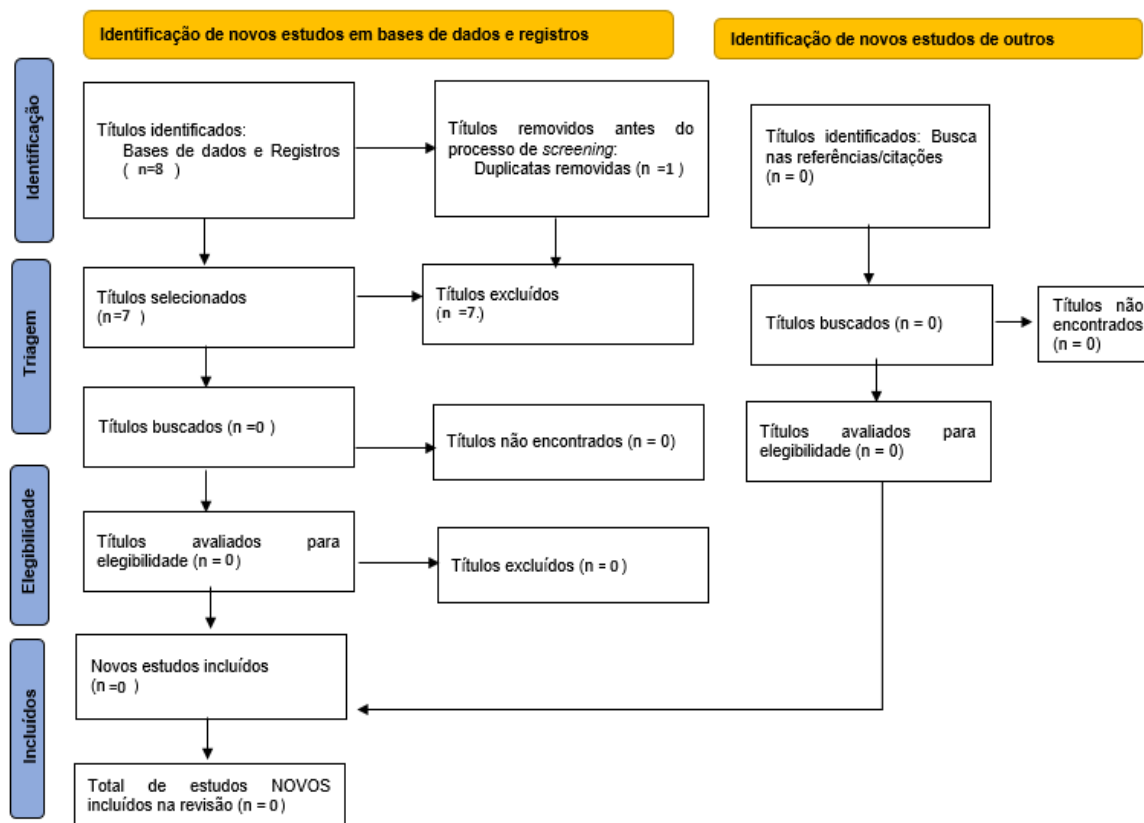 Identificação de novos estudos em bases de dados e registros
Identificação de novos estudos de outros
Identificação
Títulos identificados:
Bases de dados e Registros
( n=8 )
Títulos removidos antes do
processo de screening:
Duplicatas removidas (n =1 )
Títulos identificados: Busca
nas referências/citações
(n = 0)
Triagem
Títulos selecionados
(n=7 )
Títulos excluídos
(n =7.)
Títulos buscados (n = 0)
Títulos não
encontrados
(n = 0)
Títulos buscados (n =0 )
Títulos não encontrados (n = 0)
Títulos avaliados para
elegibilidade (n = 0)
Elegibilidade
Títulos avaliados para
elegibilidade (n = 0)
Títulos excluídos (n = 0 )
Incluídos
Novos estudos incluídos
(n =0 )
Total de estudos NOVOS
incluídos na revisão (n = 0)